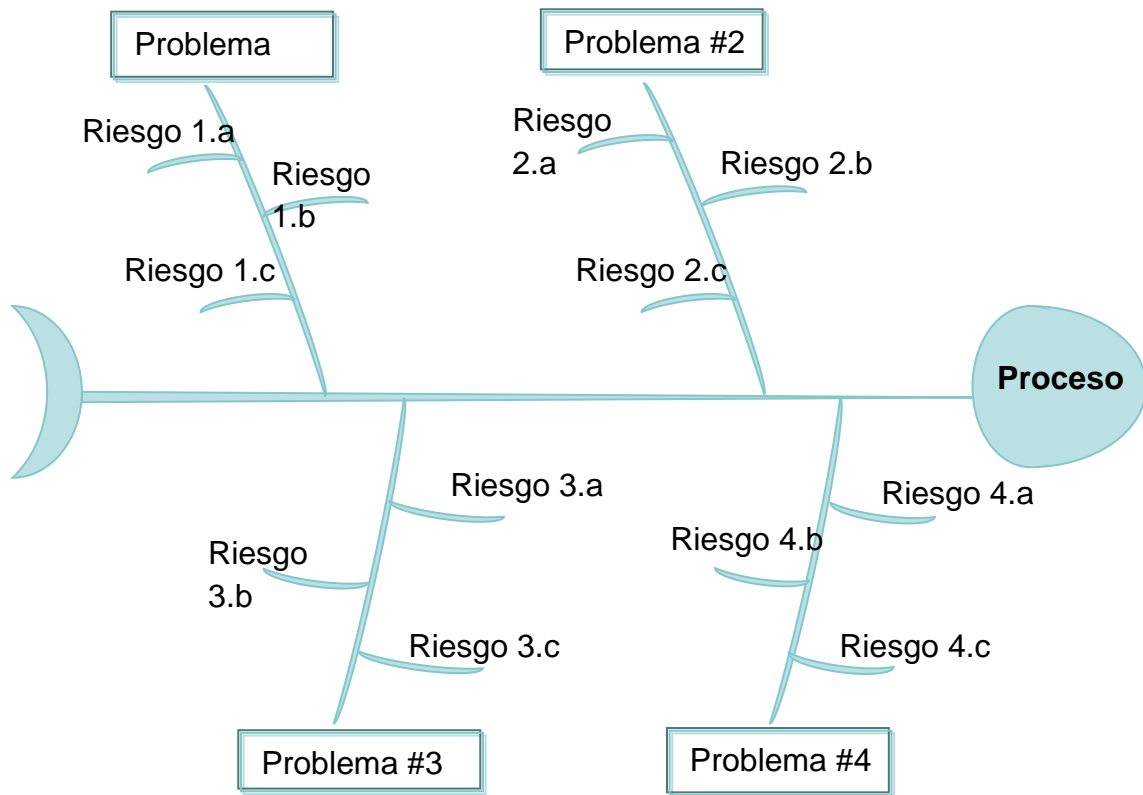 Problema
Problema #2
Riesgo 1.a
Riesgo
1.b
Riesgo 1.c
Riesgo
2.a
Riesgo 2.b
Riesgo 2.c
Proceso
Riesgo 3.a
Riesgo
3.b
Riesgo 3.c
Riesgo 4.a
Riesgo 4.b
Riesgo 4.c
Problema #3
Problema #4